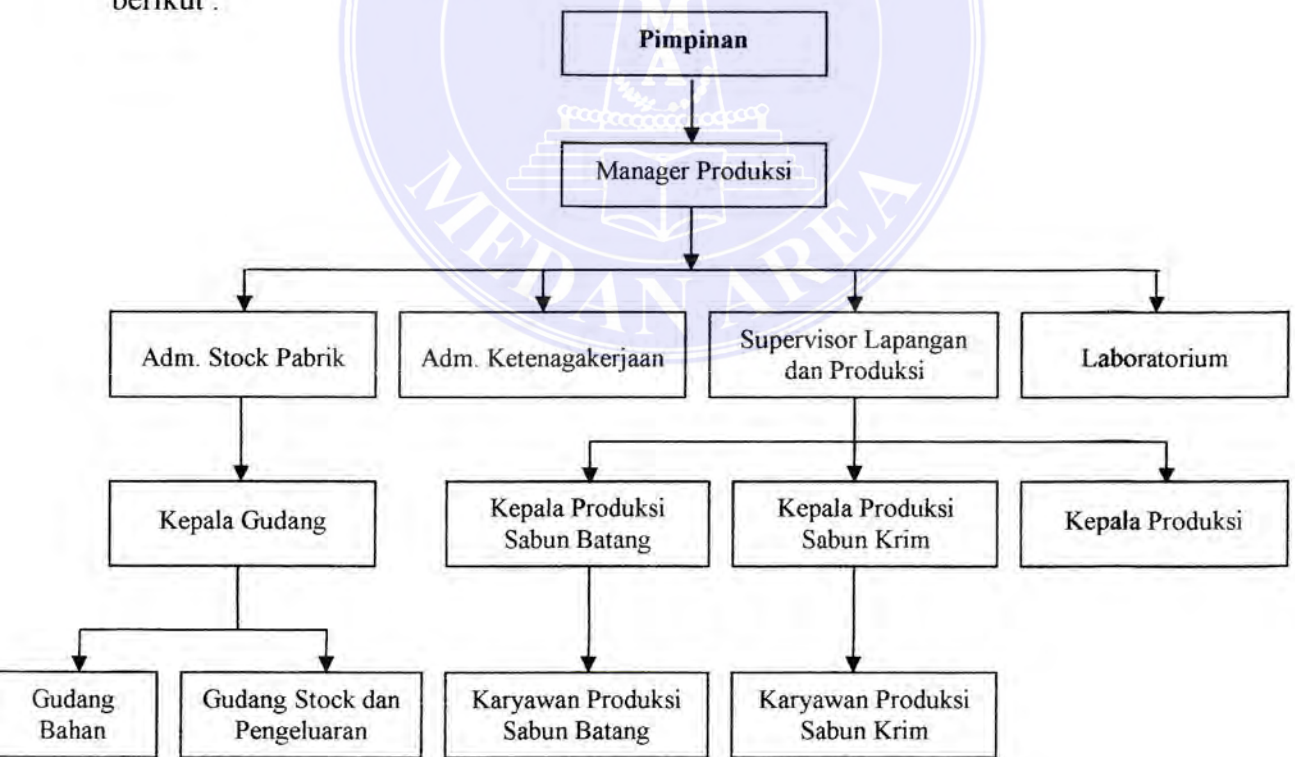 berikut :
Pimpinan
Manager Produksi
Adm. Stock Pabrik
Adm. Ketenagakerjaan
Supervisor Lapangan
dan Produksi
Laboratorium
Kepala Gudang
Kepala Produksi
Sabun Batang
Kepala Produksi
Sabun Krim
Kepala Produksi
Gudang
Bahan
Gudang Stock dan
Pengeluaran
Karyawan Produksi
Sabun Batang
Karyawan Produksi
Sabun Krim
M
A
MEDAN AREA